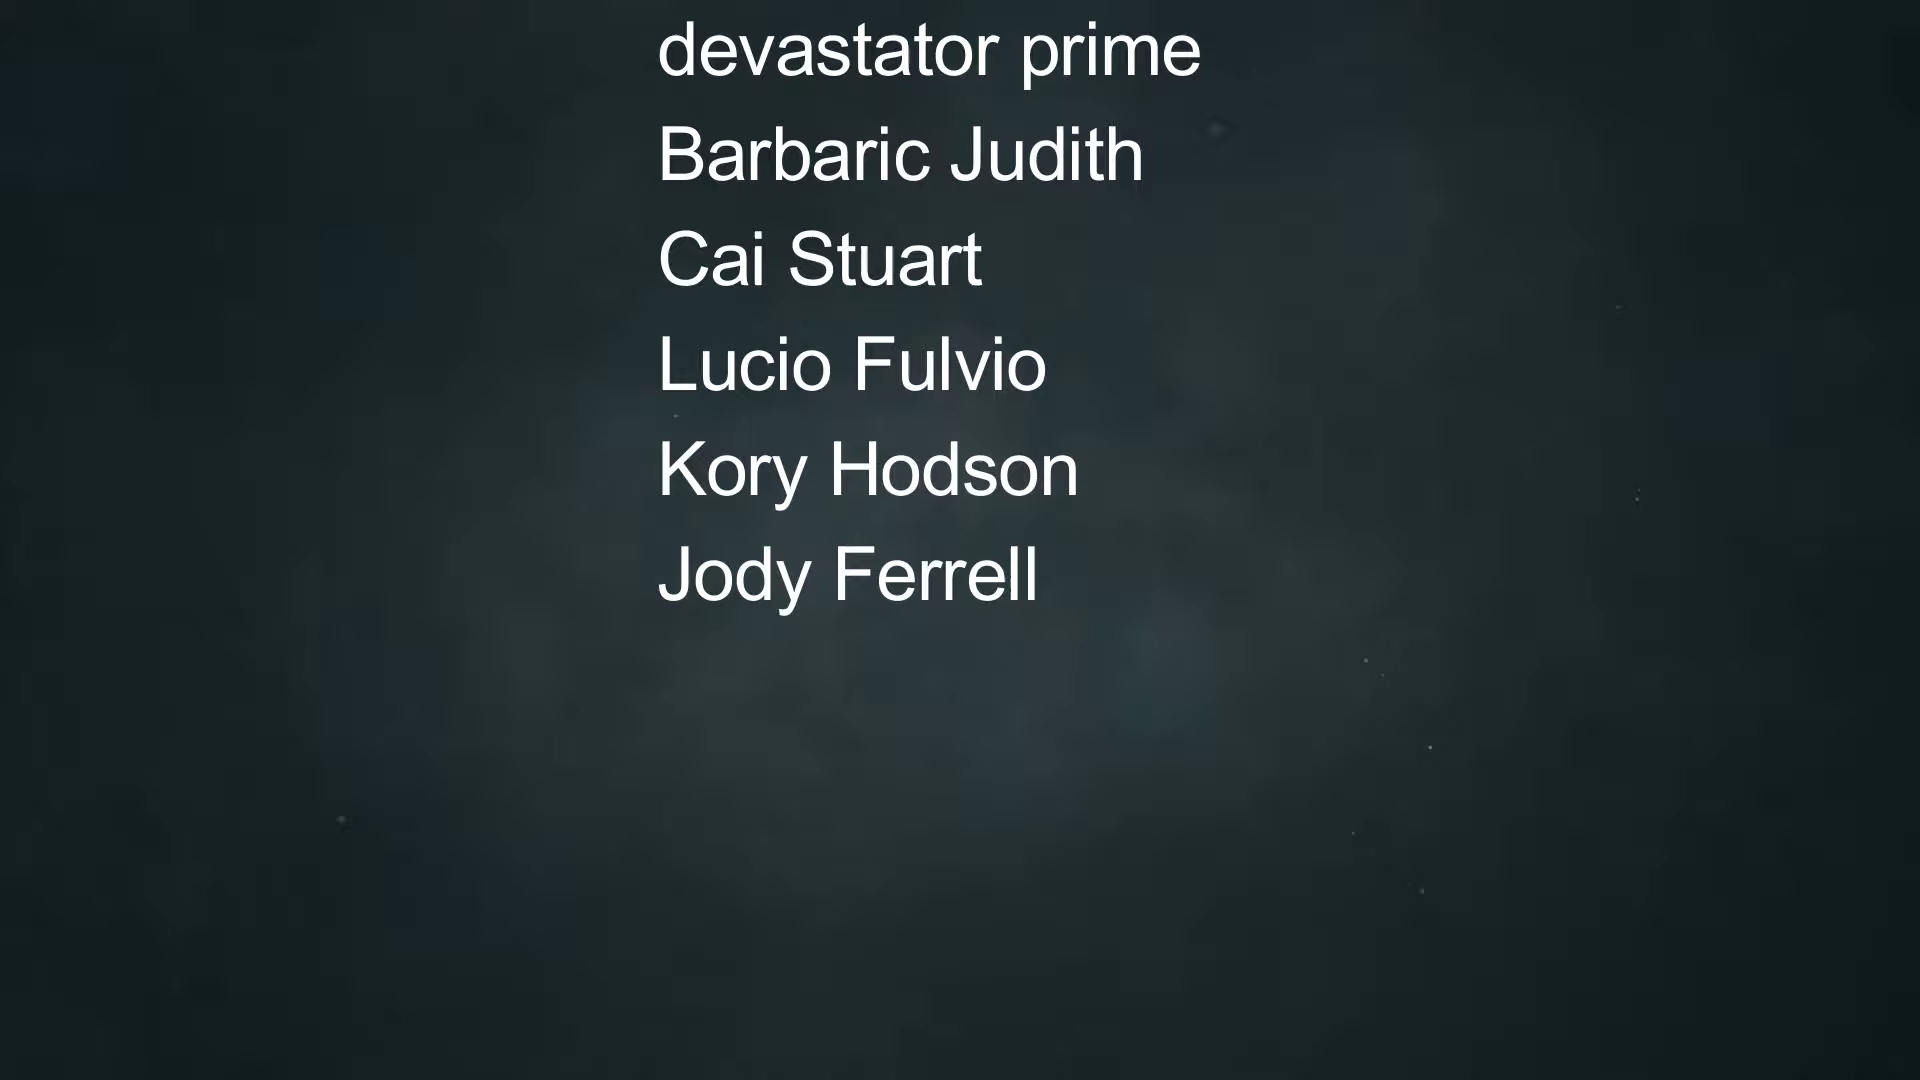 devastator prime
Barbaric Judith
Cai Stuart
Lucio Fulvio
Kory Hodson
Jody Ferrell